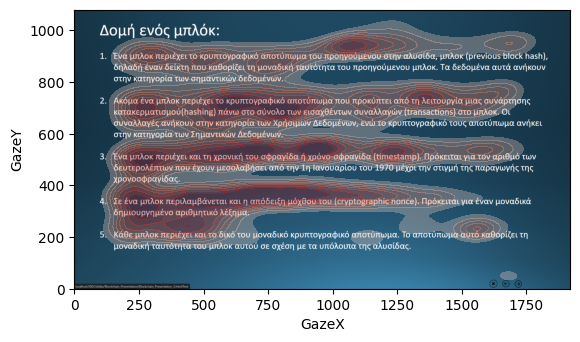 Δομή ενός μπλόκ:
1. Ένα μπλοκ περιέχει το κρυπτογραφικό αποτύπωμα του προηγούμενου στην αλυσίδα, μπλοκ (previous block hash),
δηλαδή έναν δείκτη που καθορίζει τη μοναδική ταυτότητα του προηγούμενου μπλοκ. Τα δεδομένα αυτά ανήκουν
στην κατηγορία των σημαντικών δεδομένων.
2. Ακόμα ένα μπλοκ περιέχει το κρυπτογραφικό αποτύπωμα που προκύπτει από τη λειτουργία μιας συνάρτησης
κατακερματισμού(hashing) πάνω στο σύνολο των εισαχθέντων συναλλαγών (transactions) στο μπλοκ. Οι
συναλλαγές ανήκουν στην κατηγορία των Χρήσιμων Δεδομένων, ενώ το κρυπτογραφικό τους αποτύπωμα ανήκει
στην κατηγορία των Σημαντικών Δεδομένων.
3. Ένα μπλοκ περιέχει και τη χρονική του σφραγίδα ή χρόνο-σφραγίδα (timestamp). Πρόκειται για τον αριθμό των
δευτερολέπτων που έχουν μεσολαβήσει από την 1η Ιανουαρίου του 1970 μέχρι την στιγμή της παραγωγής της
χρονοσφραγίδας.
4. Σε ένα μπλοκ περιλαμβάνεται και η απόδειξη μόχθου του (cryptographic nonce). Πρόκειται για έναν μοναδικά
δημιουργημένο αριθμητικό λέξημα.
5. Κάθε μπλοκ περιέχει και το δικό του μοναδικό κρυπτογραφικό αποτύπωμα. Το αποτύπωμα αυτό καθορίζει τη
μοναδική ταυτότητα του μπλοκ αυτού σε σχέση με τα υπόλοιπα της αλυσίδας.
GazeY
1000
800
600
400
200
0
0 250 500 750 1000 1250 1500 1750
GazeX